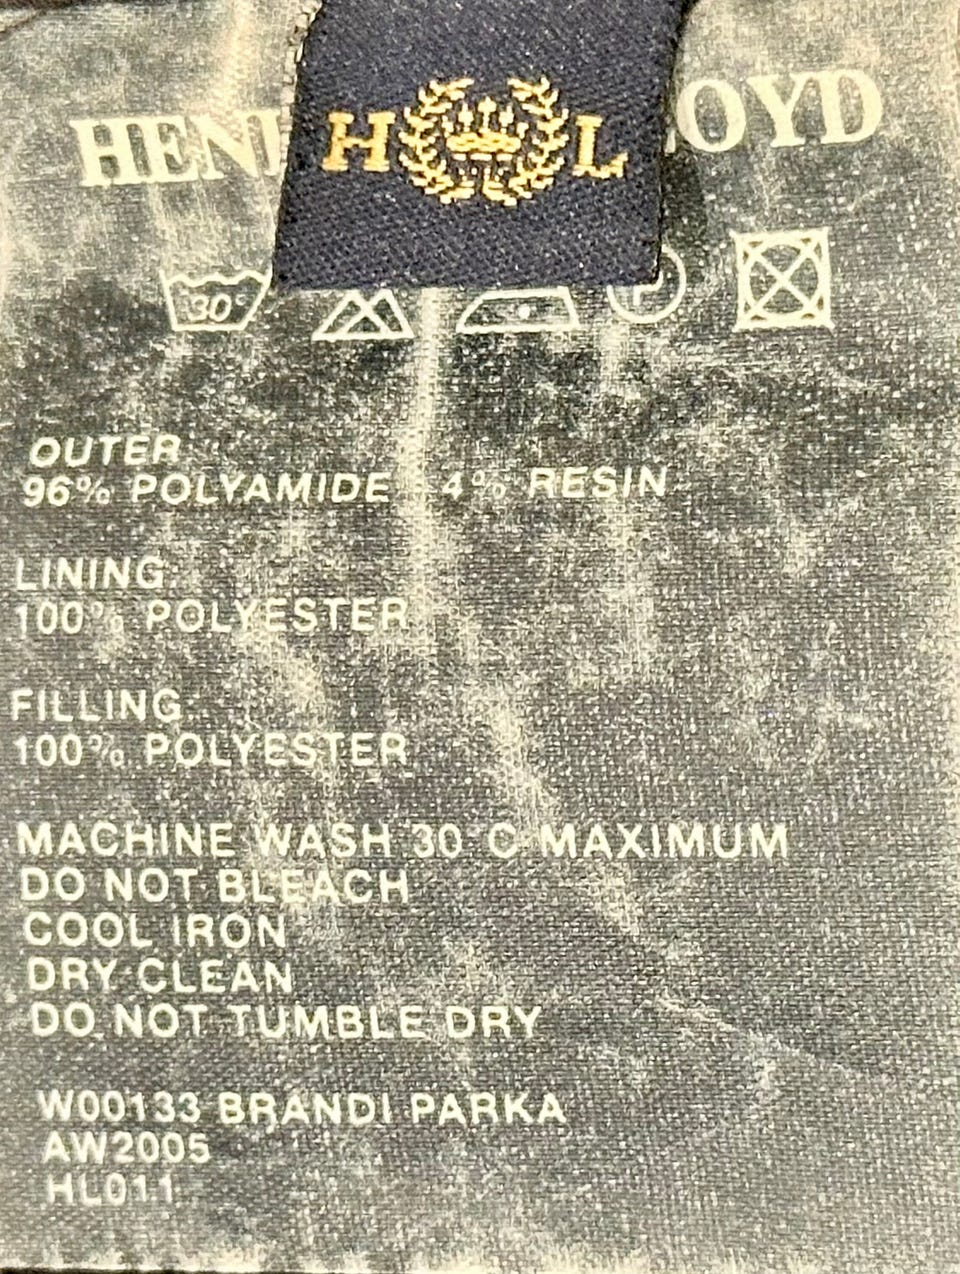 HEN
H L
OYD
30°
P
OUTER
96% POLYAMIDE 4% RESIN
LINING:
100% POLYESTER
FILLING:
100% POLYESTER
MACHINE WASH 30°C MAXIMUM
DO NOT BLEACH
COOL IRON
DRY CLEAN
DO NOT TUMBLE DRY
W00133 BRANDI PARKA
AW2005
HL011